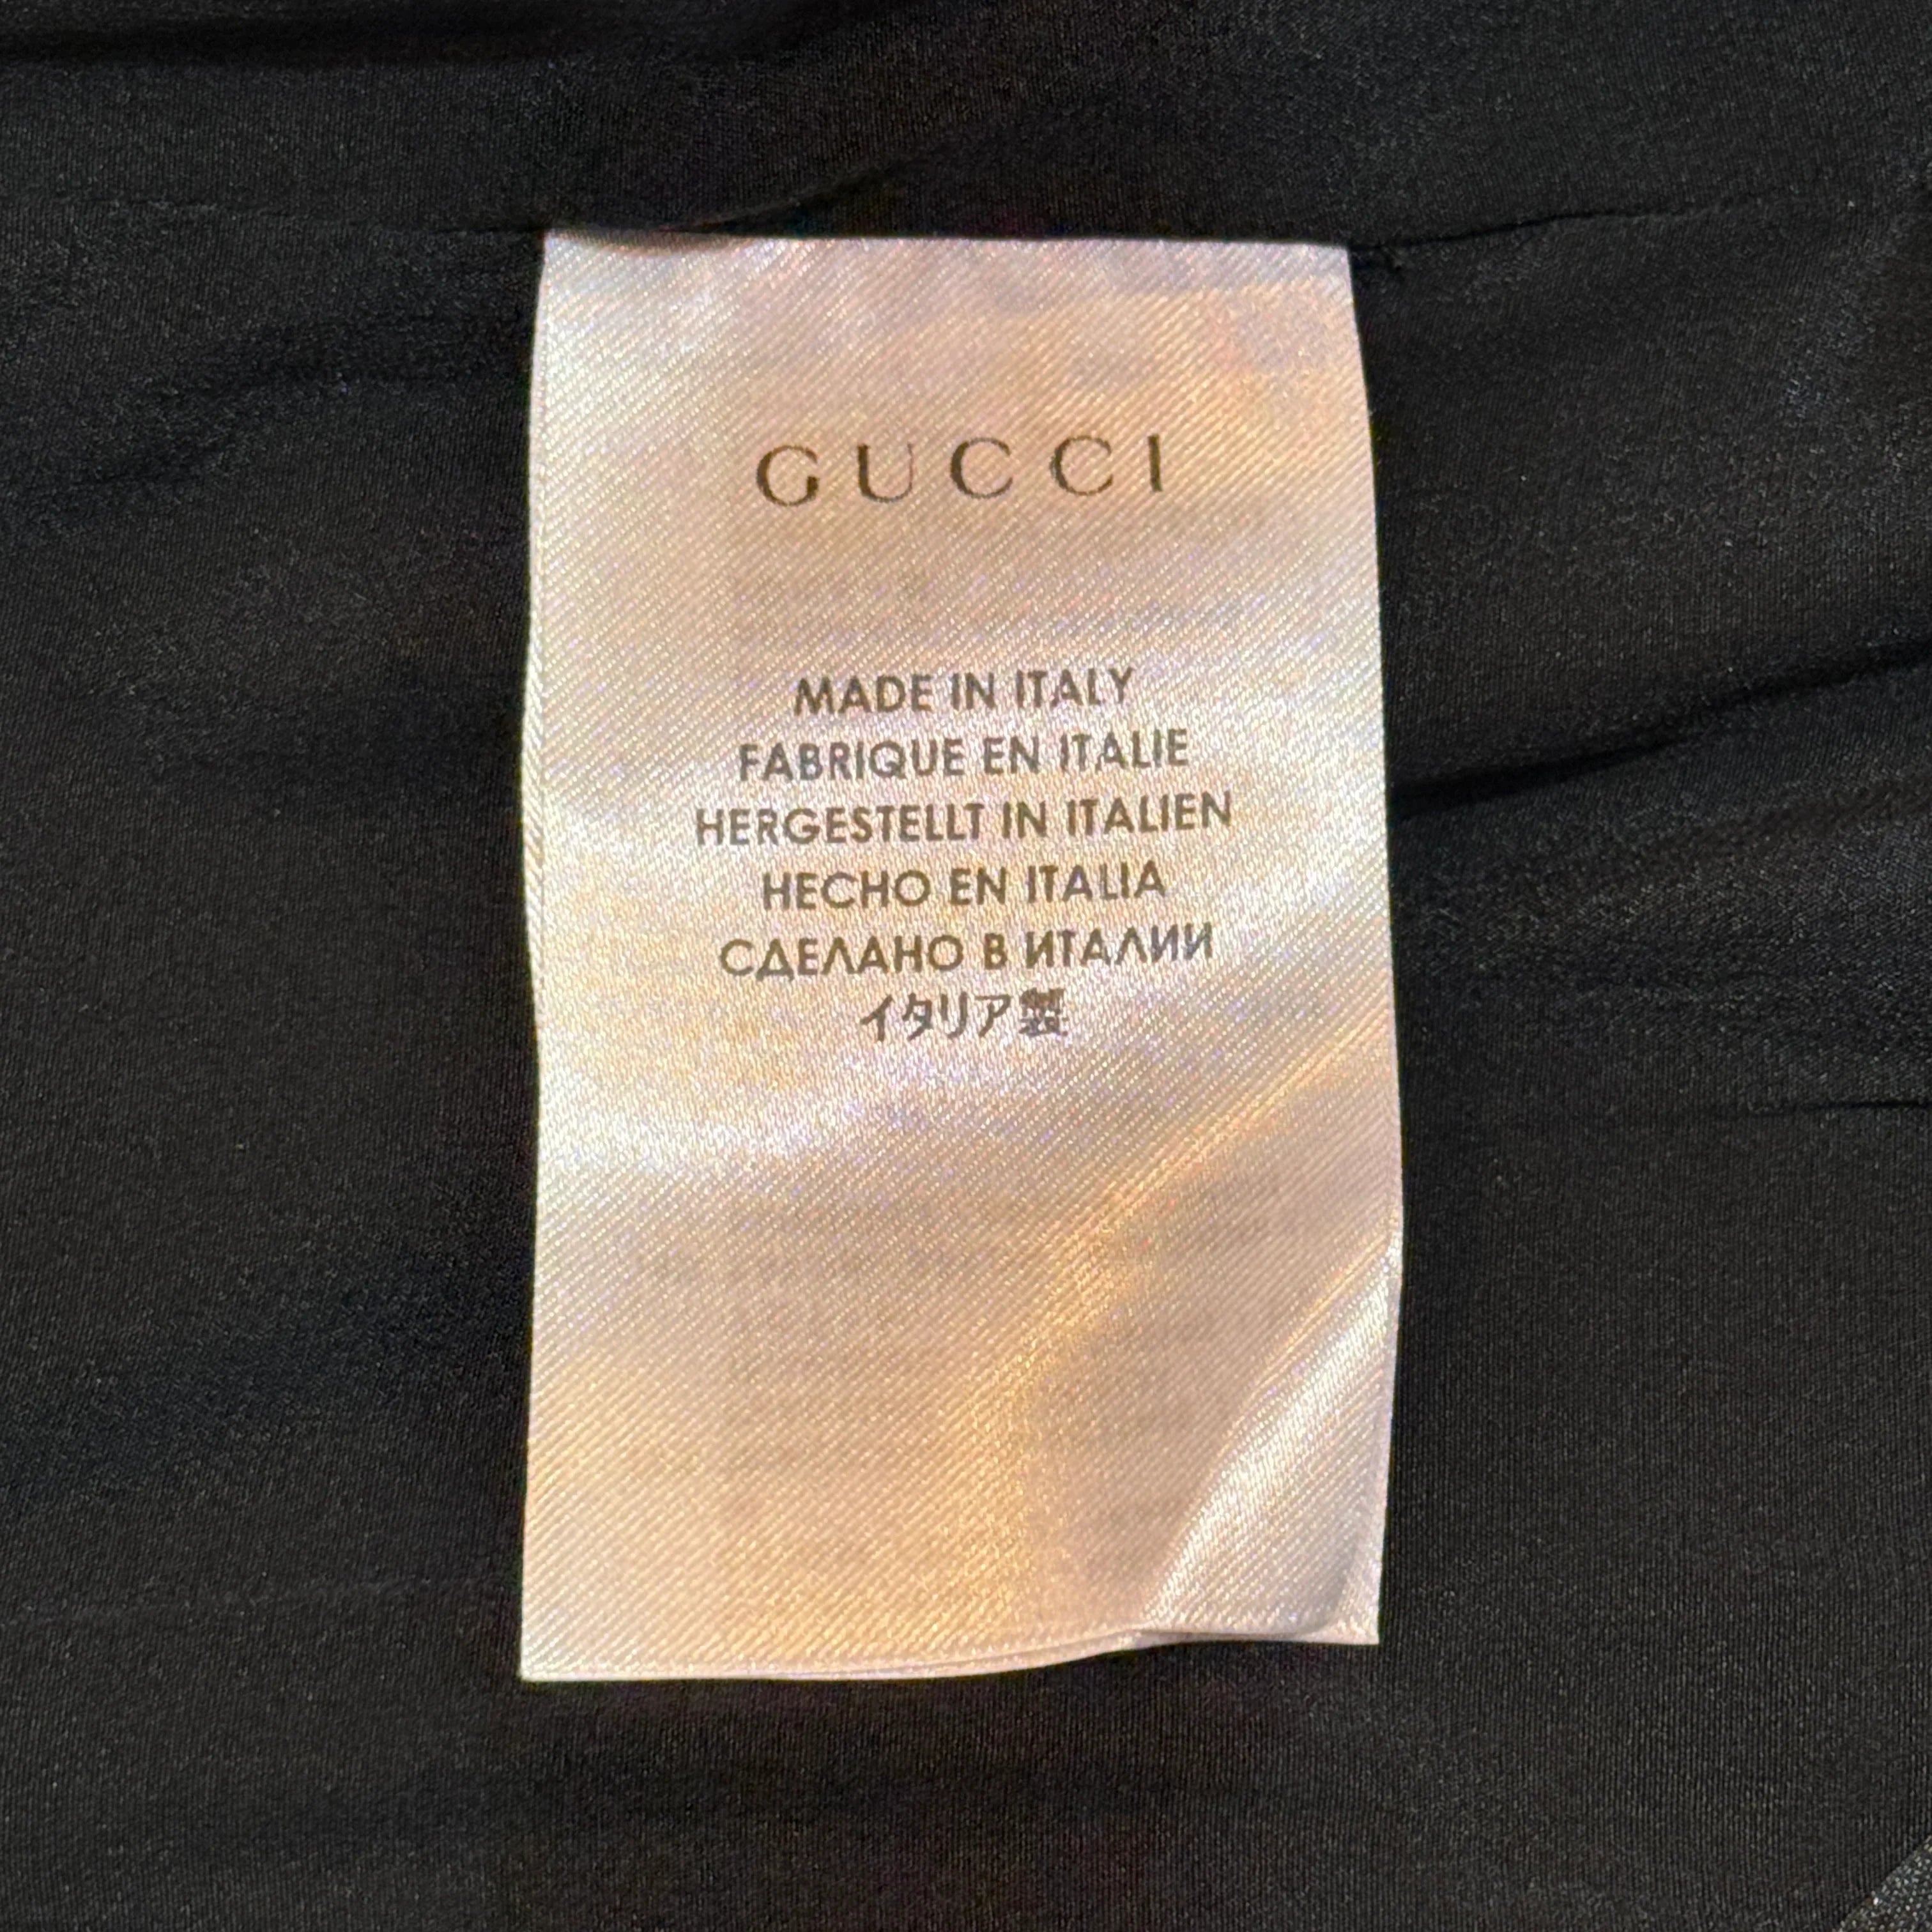 GUCCI
MADE IN ITALY
FABRIQUE EN ITALIE
HERGESTELLT IN ITALIEN
HECHO EN ITALIA
СДЕЛАНО В ИТАЛИИ
イタリア製